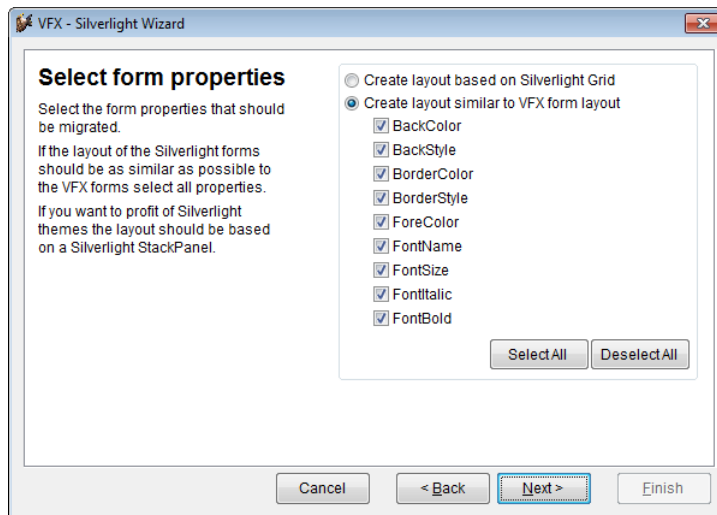 VFX - Silverlight Wizard
Select form properties
Select the form properties that should
be migrated.
If the layout of the Silverlight forms
should be as similar as possible to
the VFX forms select all properties.
If you want to profit of Silverlight
themes the layout should be based
on a Silverlight StackPanel.
Create layout based on Silverlight Grid
Create layout similar to VFX form layout
BackColor
BackStyle
BorderColor
BorderStyle
ForeColor
FontName
FontSize
FontItalic
FontBold
Select All
Deselect All
Cancel
< Back
Next >
Finish